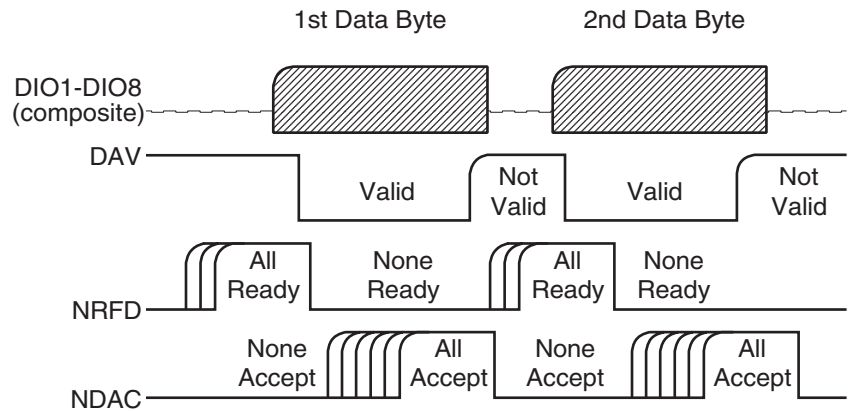 1st Data Byte 2nd Data Byte
DIO1-DIO8
(composite)
DAV
Valid
Not
Valid
Valid
Not
Valid
NRFD
All
Ready
None
Ready
All
Ready
None
Ready
NDAC
None
Accept
All
Accept
None
Accept
All
Accept